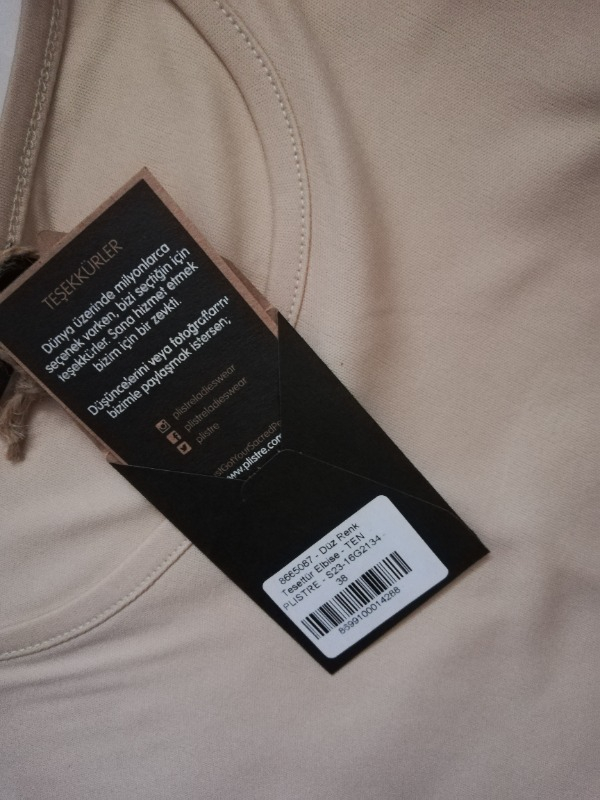 TEŞEKKÜRLER
Dünya üzerinde milyonlarca
seçenek varken, bizi seçtiğin için
teşekkürler. Sana hizmet etmek
bizim için bir zevkti.
Düşüncelerini veya fotoğraflarını
bizimle paylaşmak istersen;
plistreladieswear
plistreladieswear
plistre
www.plistre.com
8665087 - Düz Renk
Tesettür Elbise - TEN
PLISTRE - S23-16G2134 -
38
8699100014288